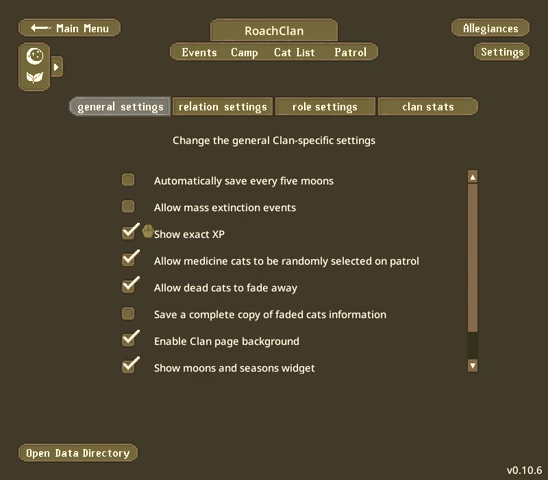 Main Menu
RoachClan
Allegiances
Events Camp Cat List Patrol
Settings
general settings relation settings role settings clan stats
Change the general Clan-specific settings
Automatically save every five moons
Allow mass extinction events
Show exact XP
Allow medicine cats to be randomly selected on patrol
Allow dead cats to fade away
Save a complete copy of faded cats information
Enable Clan page background
Show moons and seasons widget
Open Data Directory
v0.10.6